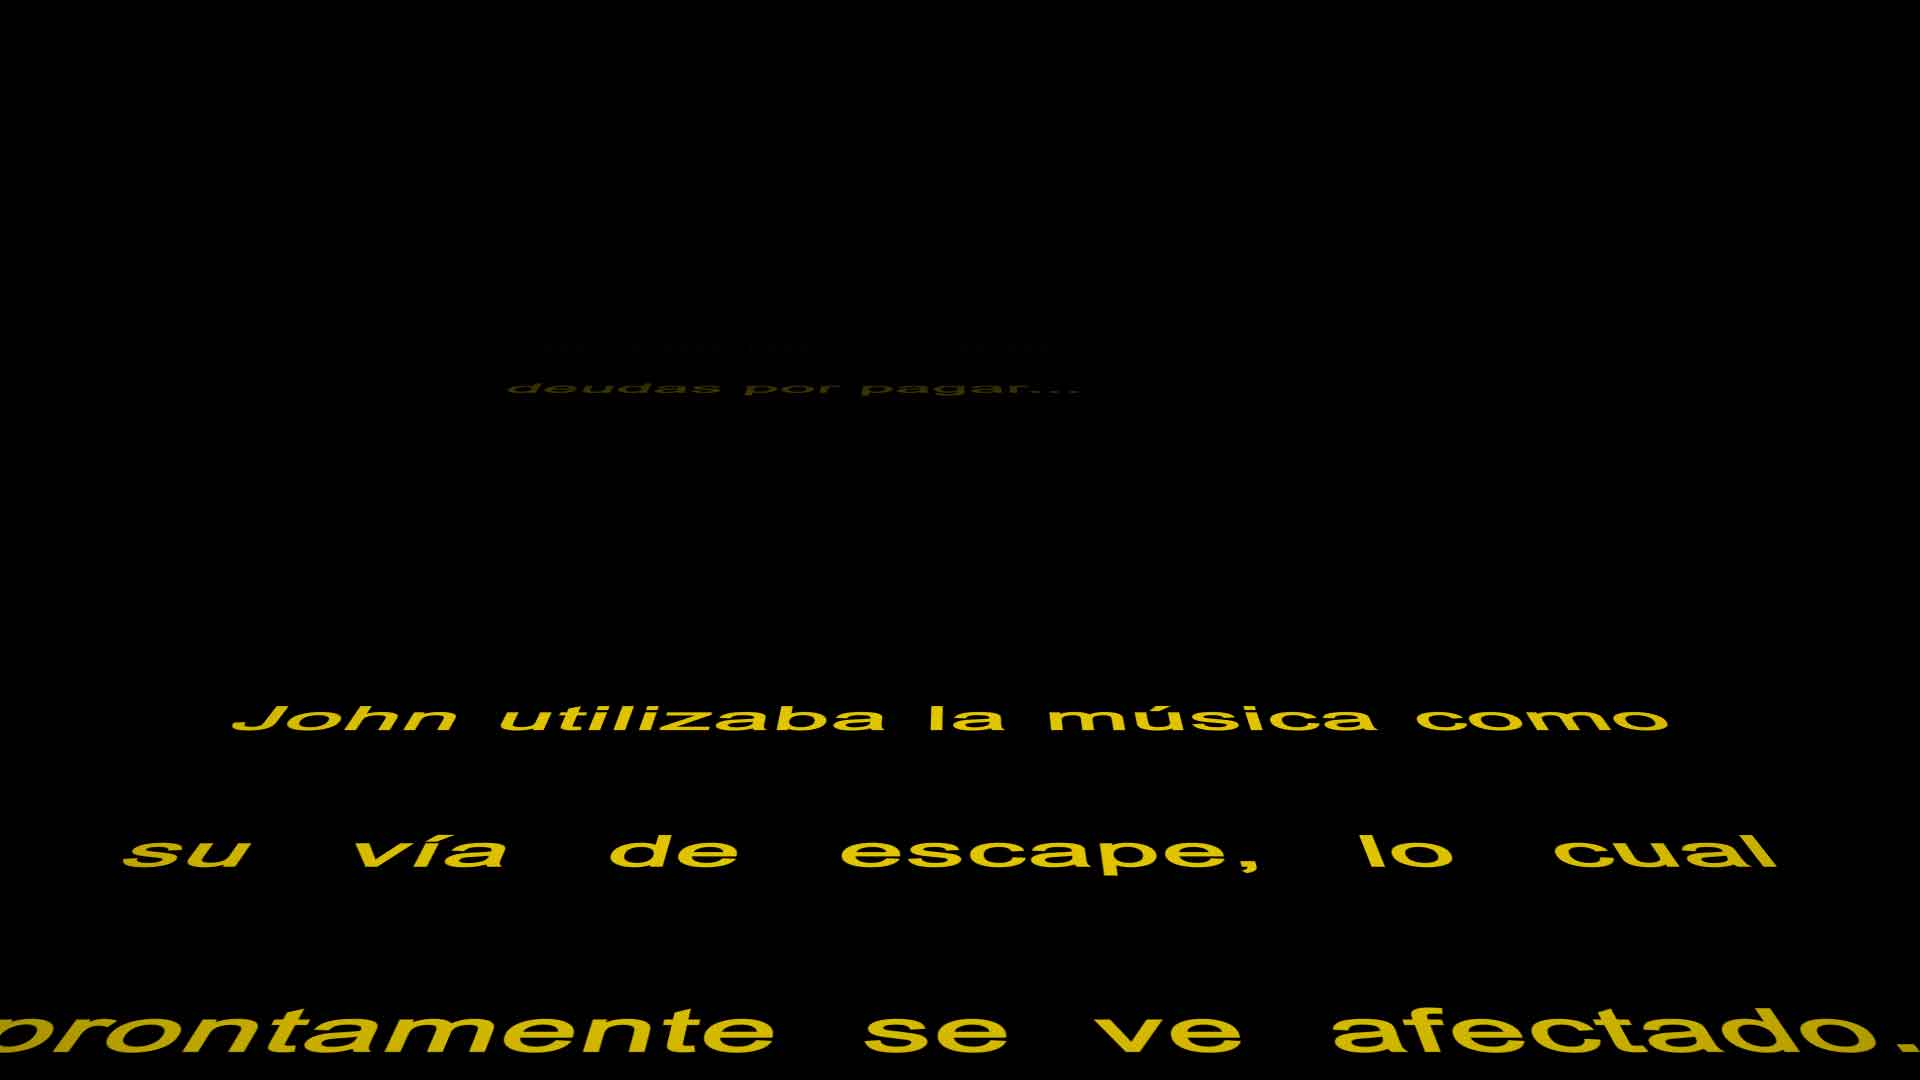 deudas por pagar...
John utilizaba la música como
su vía de escape, lo cual
prontamente se ve afectado.